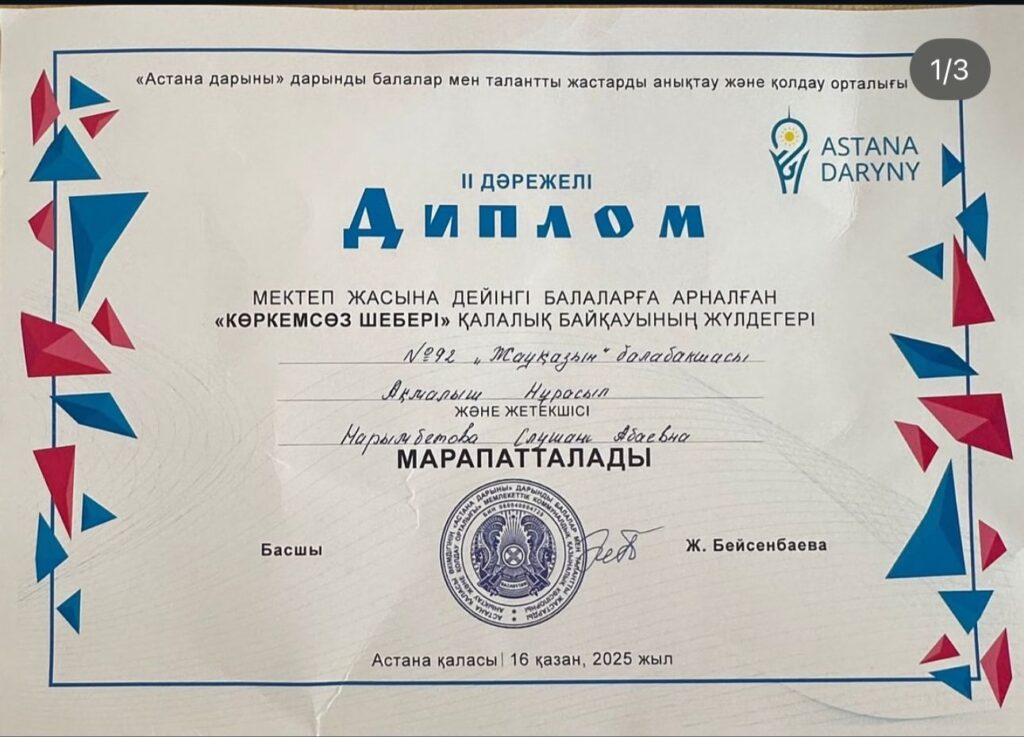 1/3
«Астана дарыны» дарынды балалар мен талантты жастарды анықтау және қолдау орталығы
ASTANA
DARYNY
II ДӘРЕЖЕЛІ
Диплом
МЕКТЕП ЖАСЫНА ДЕЙІНГІ БАЛАЛАРҒА АРНАЛҒАН
«КӨРКЕМСӨЗ ШЕБЕРІ» ҚАЛАЛЫҚ БАЙҚАУЫНЫҢ ЖҮЛДЕГЕРІ
№92 „Жауқазын" балабақшасы
Ақмалыш Нұрасыл
ЖӘНЕ ЖЕТЕКШІСІ
Нарымбетова Слушаш Абаевна
МАРАПАТТАЛАДЫ
Басшы
Ж. Бейсенбаева
Астана қаласы| 16 қазан, 2025 жыл